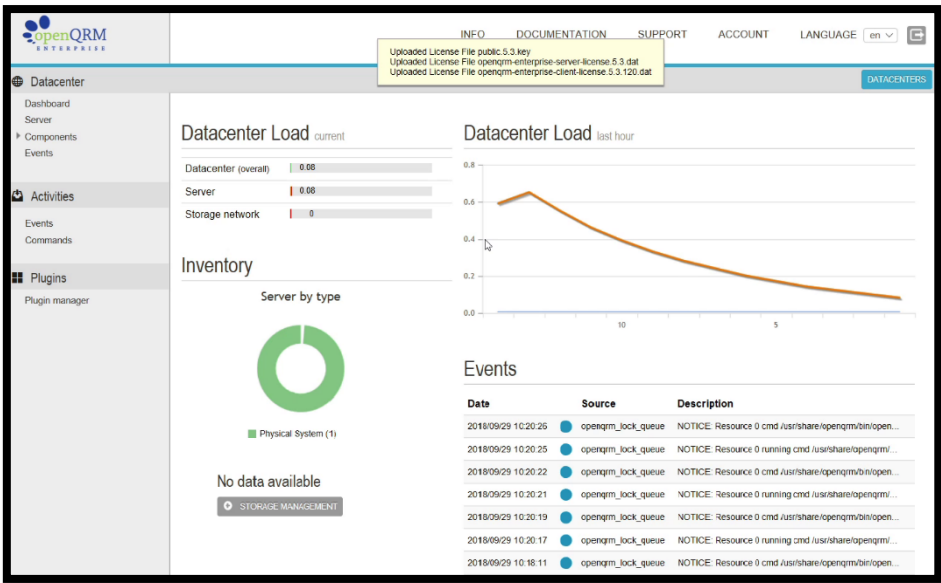 openQRM
ENTERPRISE
INFO DOCUMENTATION SUPPORT ACCOUNT LANGUAGE en
Uploaded License File public.5.3.key
Uploaded License File openqrm-enterprise-server-license.5.3.dat
Uploaded License File openqrm-enterprise-client-license.5.3.120.dat
Datacenter
DATACENTERS
Dashboard
Server
Components
Events
Activities
Events
Commands
Plugins
Plugin manager
Datacenter Load current
Datacenter (overall) 0.08
Server 0.08
Storage network 0
Inventory
Server by type
Physical System (1)
No data available
STORAGE MANAGEMENT
Datacenter Load last hour
0.8
0.6
0.4
0.2
0.0
10 5
Events
Date Source Description
2018/09/29 10:20:26 openqrm_lock_queue NOTICE: Resource 0 cmd /usr/share/openqrm/bin/open...
2018/09/29 10:20:25 openqrm_lock_queue NOTICE: Resource 0 running cmd /usr/share/openqrm/...
2018/09/29 10:20:22 openqrm_lock_queue NOTICE: Resource 0 cmd /usr/share/openqrm/bin/open...
2018/09/29 10:20:21 openqrm_lock_queue NOTICE: Resource 0 running cmd /usr/share/openqrm/...
2018/09/29 10:20:19 openqrm_lock_queue NOTICE: Resource 0 cmd /usr/share/openqrm/bin/open...
2018/09/29 10:20:17 openqrm_lock_queue NOTICE: Resource 0 running cmd /usr/share/openqrm/...
2018/09/29 10:18:11 openqrm_lock_queue NOTICE: Resource 0 cmd /usr/share/openqrm/bin/open...